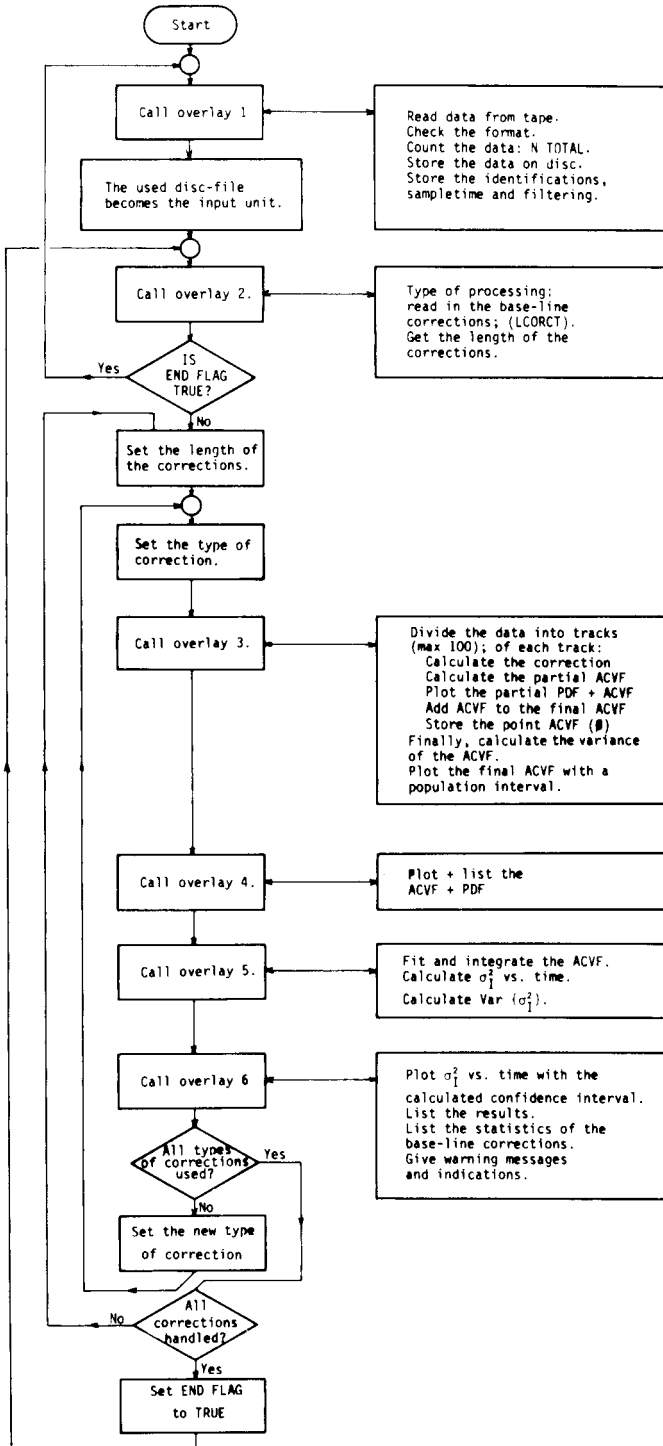 Start
Call overlay 1
Read data from tape.
Check the format.
Count the data: N TOTAL.
Store the data on disc.
Store the identifications,
sampletime and filtering.
The used disc-file
becomes the input unit.
Call overlay 2.
Type of processing:
read in the base-line
corrections; (LCORCT).
Get the length of the
corrections.
IS
END FLAG
TRUE?
Yes
No
Set the length of
the corrections.
Set the type of
correction.
Call overlay 3.
Divide the data into tracks
(max 100); of each track:
Calculate the correction
Calculate the partial ACVF
Plot the partial PDF + ACVF
Add ACVF to the final ACVF
Store the point ACVF (0)
Finally, calculate the variance
of the ACVF.
Plot the final ACVF with a
population interval.
Call overlay 4.
Plot + list the
ACVF + PDF
Call overlay 5.
Fit and integrate the ACVF.
Calculate σ²I vs. time.
Calculate Var {σ²I}.
Call overlay 6
Plot σ²I vs. time with the
calculated confidence interval.
List the results.
List the statistics of the
base-line corrections.
Give warning messages
and indications.
All types
of corrections
used?
Yes
No
Set the new type
of correction
All
corrections
handled?
No
Yes
Set END FLAG
to TRUE